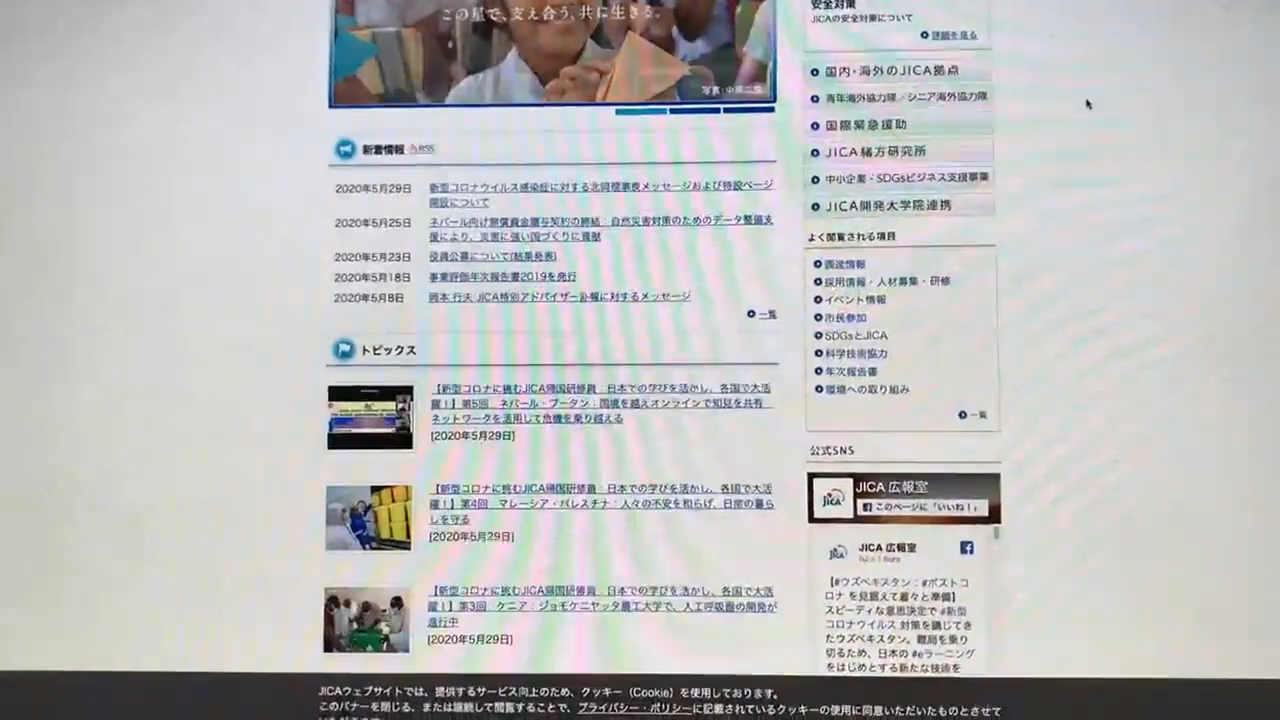 この星で、支え合う、共に生きる。
安全対策
JICAの安全対策について
詳細を見る
国内・海外のJICA拠点
青年海外協力隊／シニア海外協力隊
国際緊急援助
JICA緒方研究所
中小企業・SDGsビジネス支援事業
JICA開発大学院連携
新着情報 RSS
2020年5月29日 新型コロナウイルス感染症に対する北岡理事長メッセージおよび特設ページ
開設について
2020年5月25日 ネパール向け無償資金贈与契約の締結：自然災害対策のためのデータ整備支
援により、災害に強い国づくりに貢献
2020年5月23日 役員公募について(結果発表)
2020年5月18日 事業評価年次報告書2019を発行
2020年5月8日 岡本 行夫 JICA特別アドバイザー訃報に対するメッセージ
一覧
よく閲覧される項目
調達情報
採用情報・人材募集・研修
イベント情報
市民参加
SDGsとJICA
科学技術協力
年次報告書
環境への取り組み
一覧
トピックス
【新型コロナに挑むJICA帰国研修員　日本での学びを活かし、各国で大活
躍！】第5回　ネパール・ブータン：国境を越えオンラインで知見を共有
ネットワークを活用して危機を乗り越える
[2020年5月29日]
【新型コロナに挑むJICA帰国研修員　日本での学びを活かし、各国で大活
躍！】第4回　マレーシア・パレスチナ：人々の不安を和らげ、日常の暮ら
しを守る
[2020年5月29日]
【新型コロナに挑むJICA帰国研修員　日本での学びを活かし、各国で大活
躍！】第3回　ケニア：ジョモケニヤッタ農工大学で、人工呼吸器の開発が
進行中
[2020年5月29日]
公式SNS
JICA 広報室
このページに「いいね！」
JICA 広報室
【#ウズベキスタン：#ポストコ
ロナ を見据えて着々と準備】
スピーディな意思決定で #新型
コロナウイルス 対策を講じてき
たウズベキスタン。難局を乗り
切るため、日本の #eラーニング
をはじめとする新たな技術を
JICAウェブサイトでは、提供するサービス向上のため、クッキー（Cookie）を使用しております。
このバナーを閉じる、または継続して閲覧することで、プライバシー・ポリシーに記載されているクッキーの使用に同意いただいたものとさせて